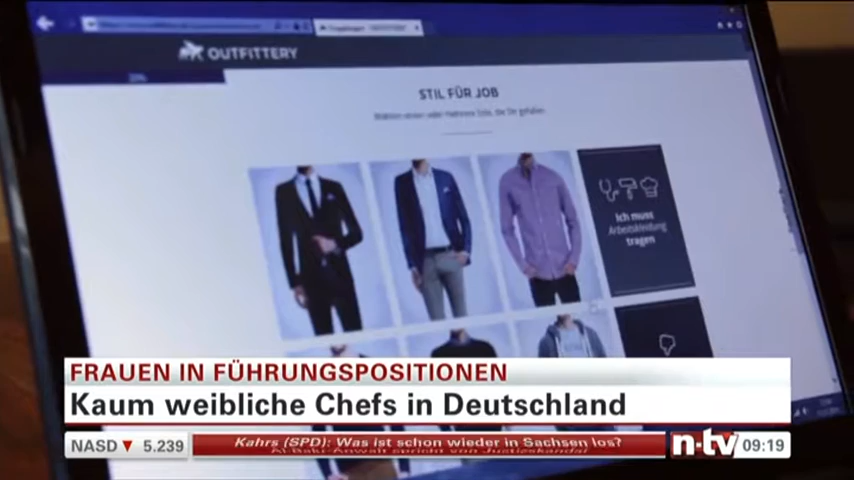 OUTFITTERY
STIL FÜR JOB
Ich muss
Arbeitskleidung
tragen
FRAUEN IN FÜHRUNGSPOSITIONEN
Kaum weibliche Chefs in Deutschland
NASD ▼ 5.239
Kahrs (SPD): Was ist schon wieder in Sachsen los?
n-tv 09:19